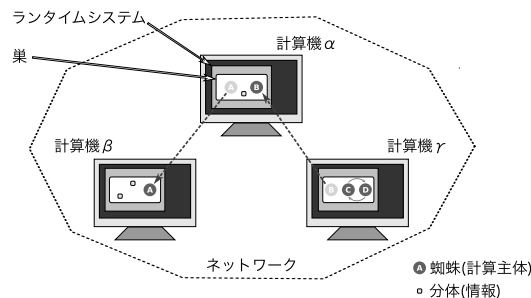 ランタイムシステム
計算機α
巣
A B
計算機β
計算機γ
A
B C D
ネットワーク
A 蜘蛛(計算主体)
分体(情報)